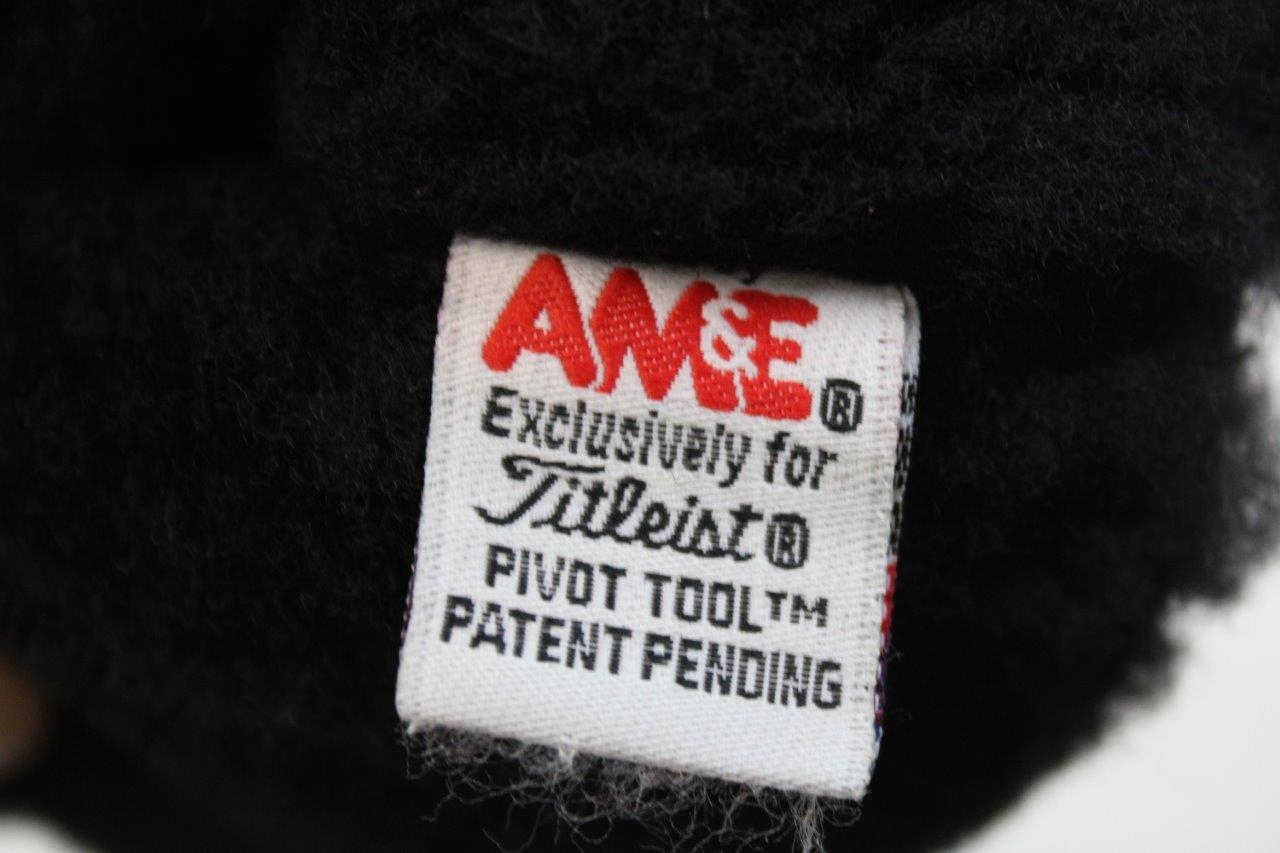 AM&E®
Exclusively for
Titleist®
PIVOT TOOL™
PATENT PENDING